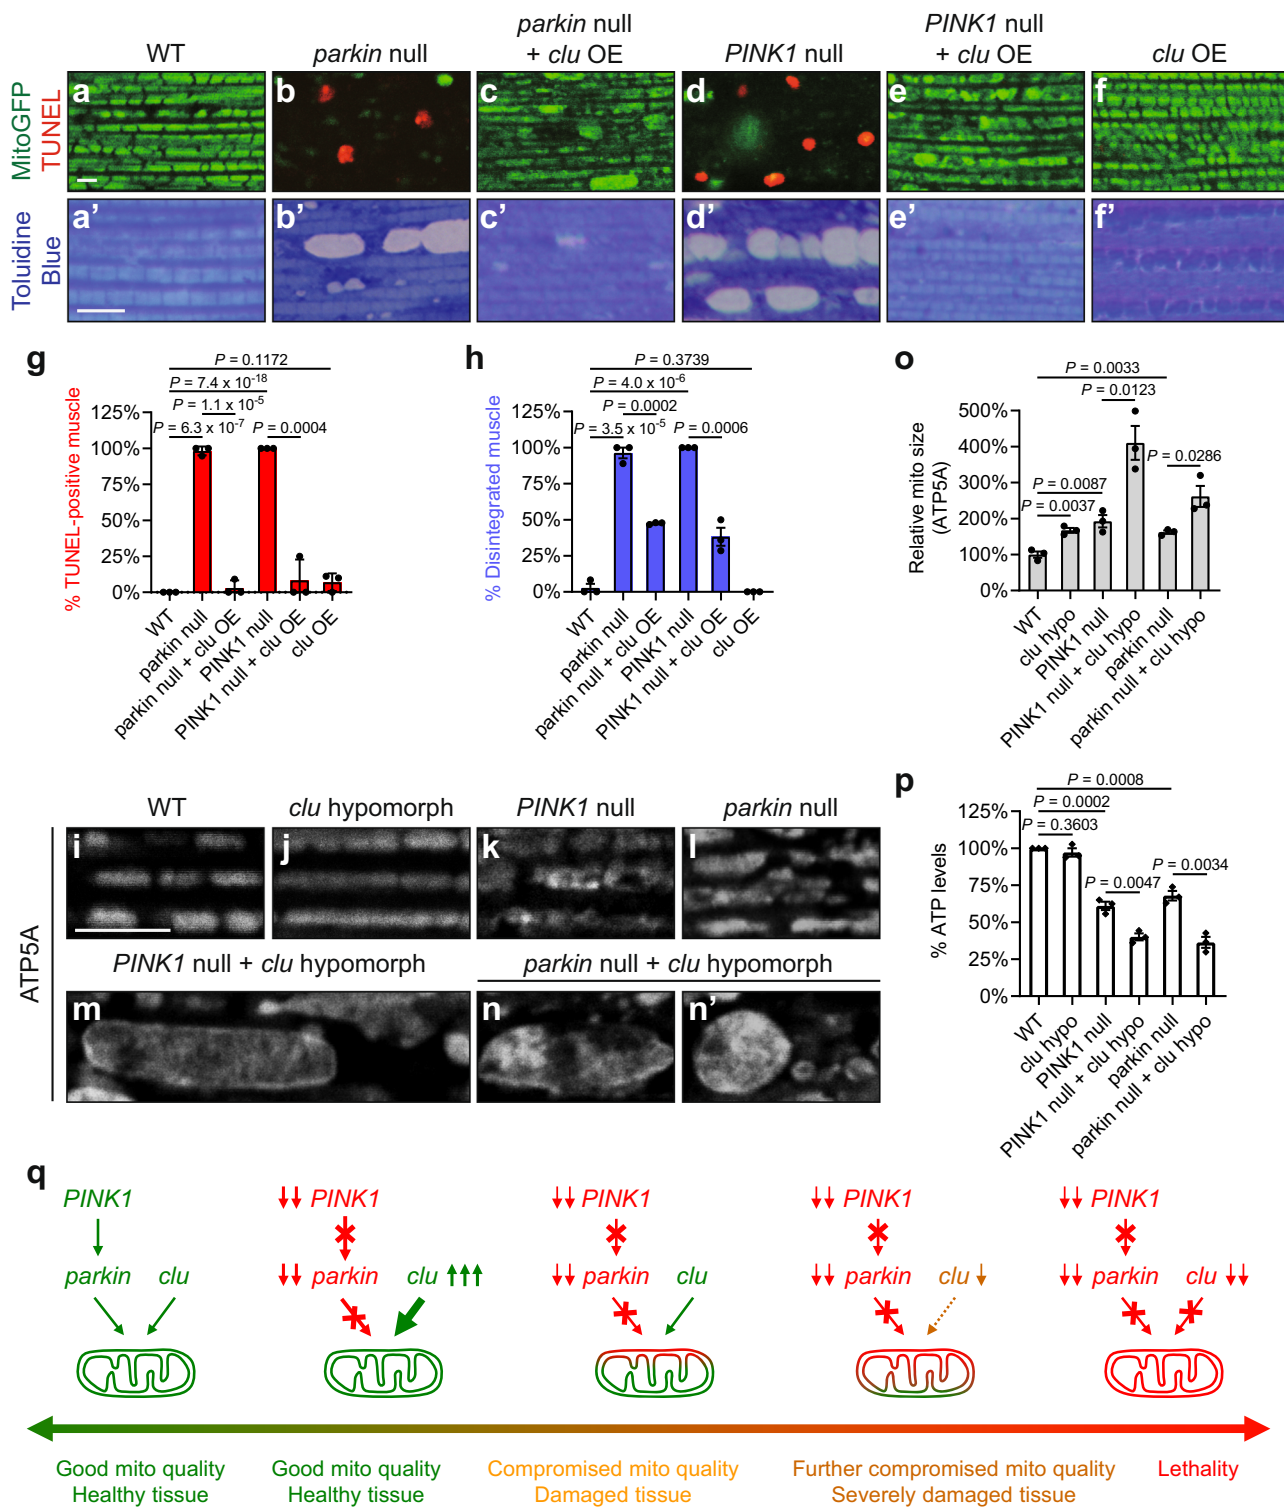 WT
parkin null
parkin null
+ clu OE
PINK1 null
PINK1 null
+ clu OE
clu OE
MitoGFP
TUNEL
a
b
c
d
e
f
Toluidine
Blue
a'
b'
c'
d'
e'
f'
g
P = 0.1172
P = 7.4 x 10-18
P = 1.1 x 10-5
P = 6.3 x 10-7
P = 0.0004
% TUNEL-positive muscle
125%
100%
75%
50%
25%
0%
WT
parkin null
parkin null + clu OE
PINK1 null
PINK1 null + clu OE
clu OE
h
P = 0.3739
P = 4.0 x 10-6
P = 0.0002
P = 3.5 x 10-5
P = 0.0006
% Disintegrated muscle
125%
100%
75%
50%
25%
0%
WT
parkin null
parkin null + clu OE
PINK1 null
PINK1 null + clu OE
clu OE
o
P = 0.0033
P = 0.0123
P = 0.0286
P = 0.0087
P = 0.0037
Relative mito size
(ATP5A)
500%
400%
300%
200%
100%
0%
WT
clu hypo
PINK1 null
PINK1 null + clu hypo
parkin null
parkin null + clu hypo
ATP5A
WT
clu hypomorph
PINK1 null
parkin null
i
j
k
l
PINK1 null + clu hypomorph
parkin null + clu hypomorph
m
n
n'
p
P = 0.0008
P = 0.0002
P = 0.3603
P = 0.0034
P = 0.0047
% ATP levels
125%
100%
75%
50%
25%
0%
WT
clu hypo
PINK1 null
PINK1 null + clu hypo
parkin null
parkin null + clu hypo
q
PINK1
parkin clu
PINK1
parkin clu
PINK1
parkin clu
PINK1
parkin clu
PINK1
parkin clu
Good mito quality
Healthy tissue
Good mito quality
Healthy tissue
Compromised mito quality
Damaged tissue
Further compromised mito quality
Severely damaged tissue
Lethality